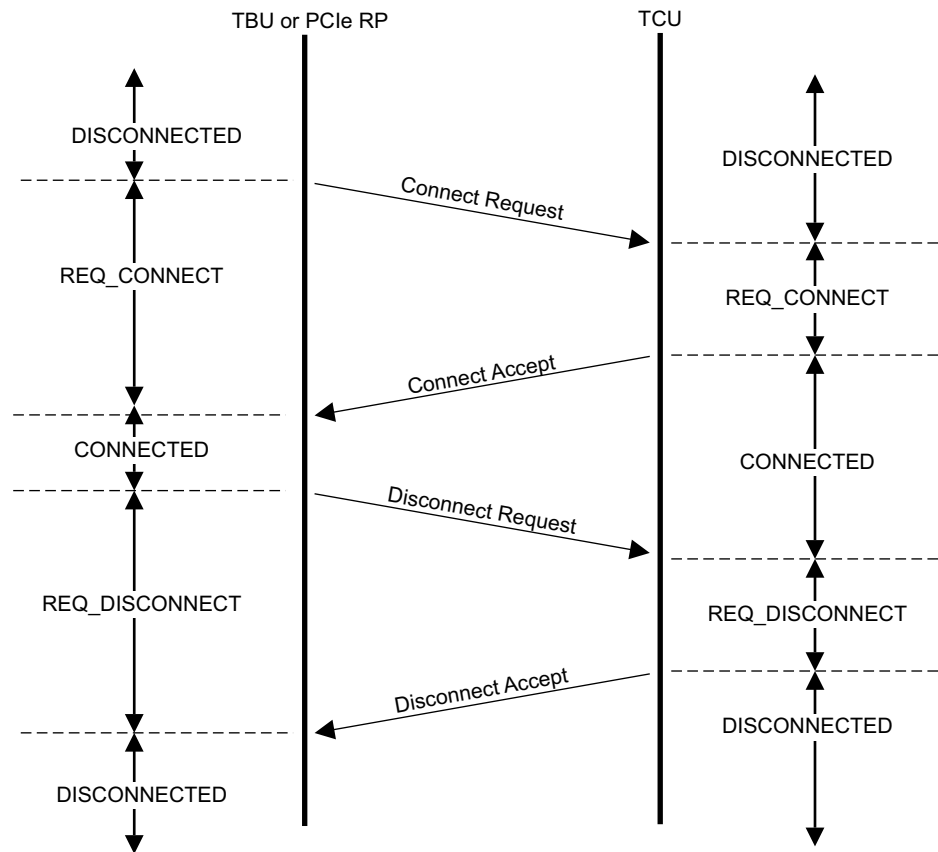 TBU or PCIe RP
TCU
DISCONNECTED
DISCONNECTED
Connect Request
REQ_CONNECT
REQ_CONNECT
Connect Accept
CONNECTED
CONNECTED
Disconnect Request
REQ_DISCONNECT
REQ_DISCONNECT
Disconnect Accept
DISCONNECTED
DISCONNECTED